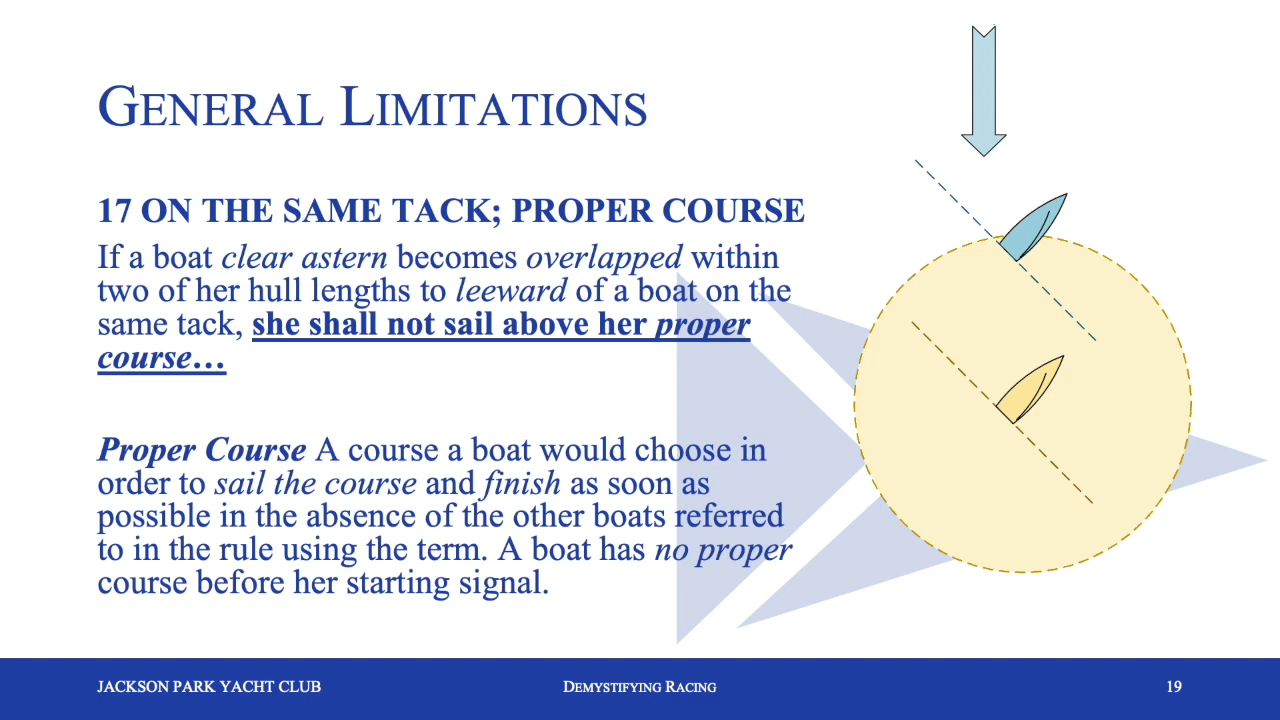 GENERAL LIMITATIONS
17 ON THE SAME TACK; PROPER COURSE
If a boat clear astern becomes overlapped within
two of her hull lengths to leeward of a boat on the
same tack, she shall not sail above her proper
course…
Proper Course A course a boat would choose in
order to sail the course and finish as soon as
possible in the absence of the other boats referred
to in the rule using the term. A boat has no proper
course before her starting signal.
JACKSON PARK YACHT CLUB
DEMYSTIFYING RACING
19